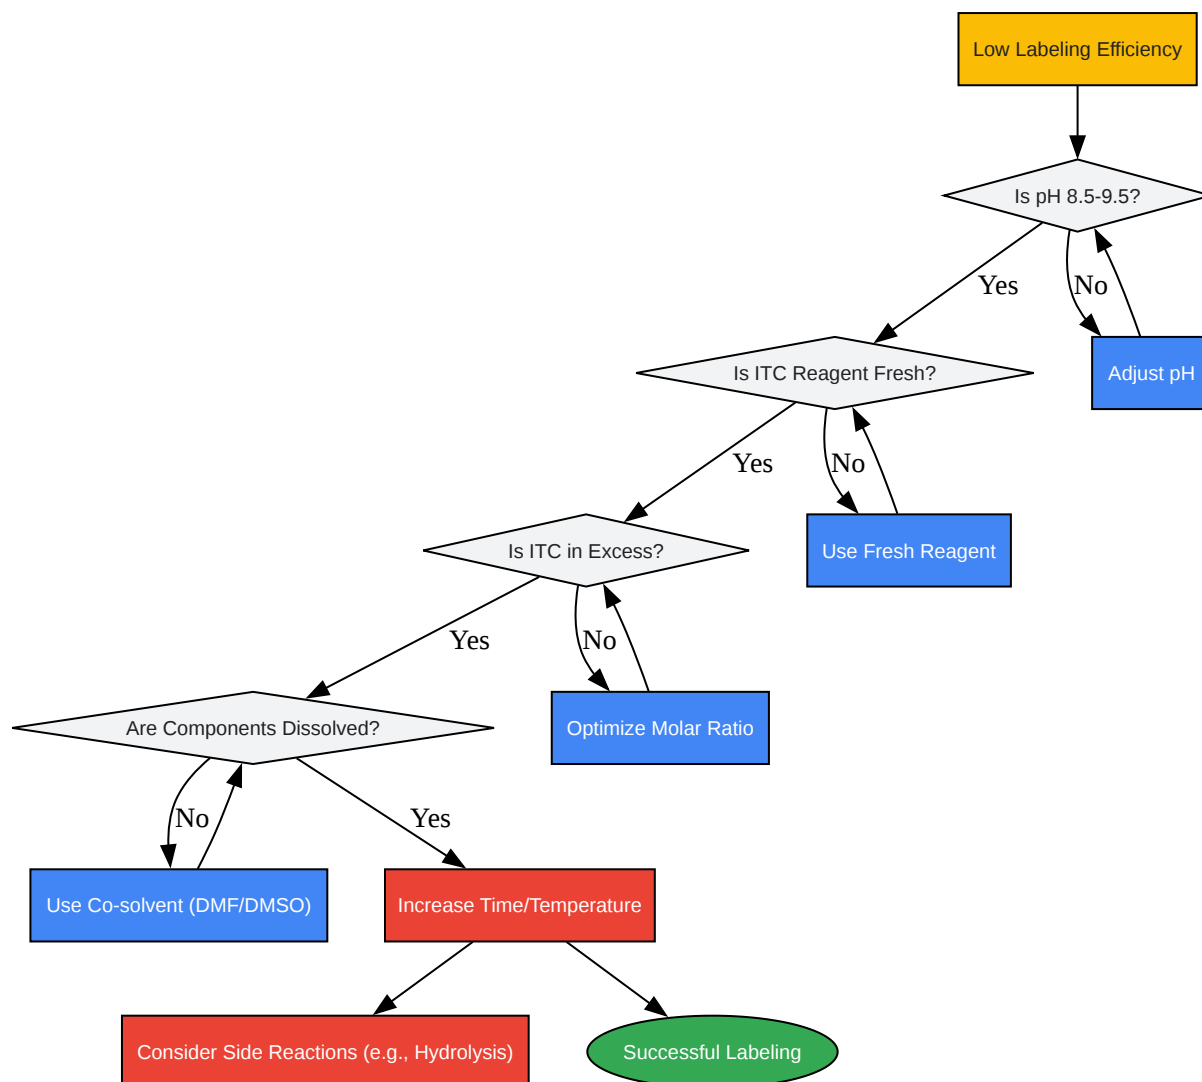 Low Labeling Efficiency
Is pH 8.5-9.5?
Yes
No
Is ITC Reagent Fresh?
Adjust pH
Yes
No
Is ITC in Excess?
Use Fresh Reagent
Yes
No
Are Components Dissolved?
Optimize Molar Ratio
No
Yes
Use Co-solvent (DMF/DMSO)
Increase Time/Temperature
Consider Side Reactions (e.g., Hydrolysis)
Successful Labeling